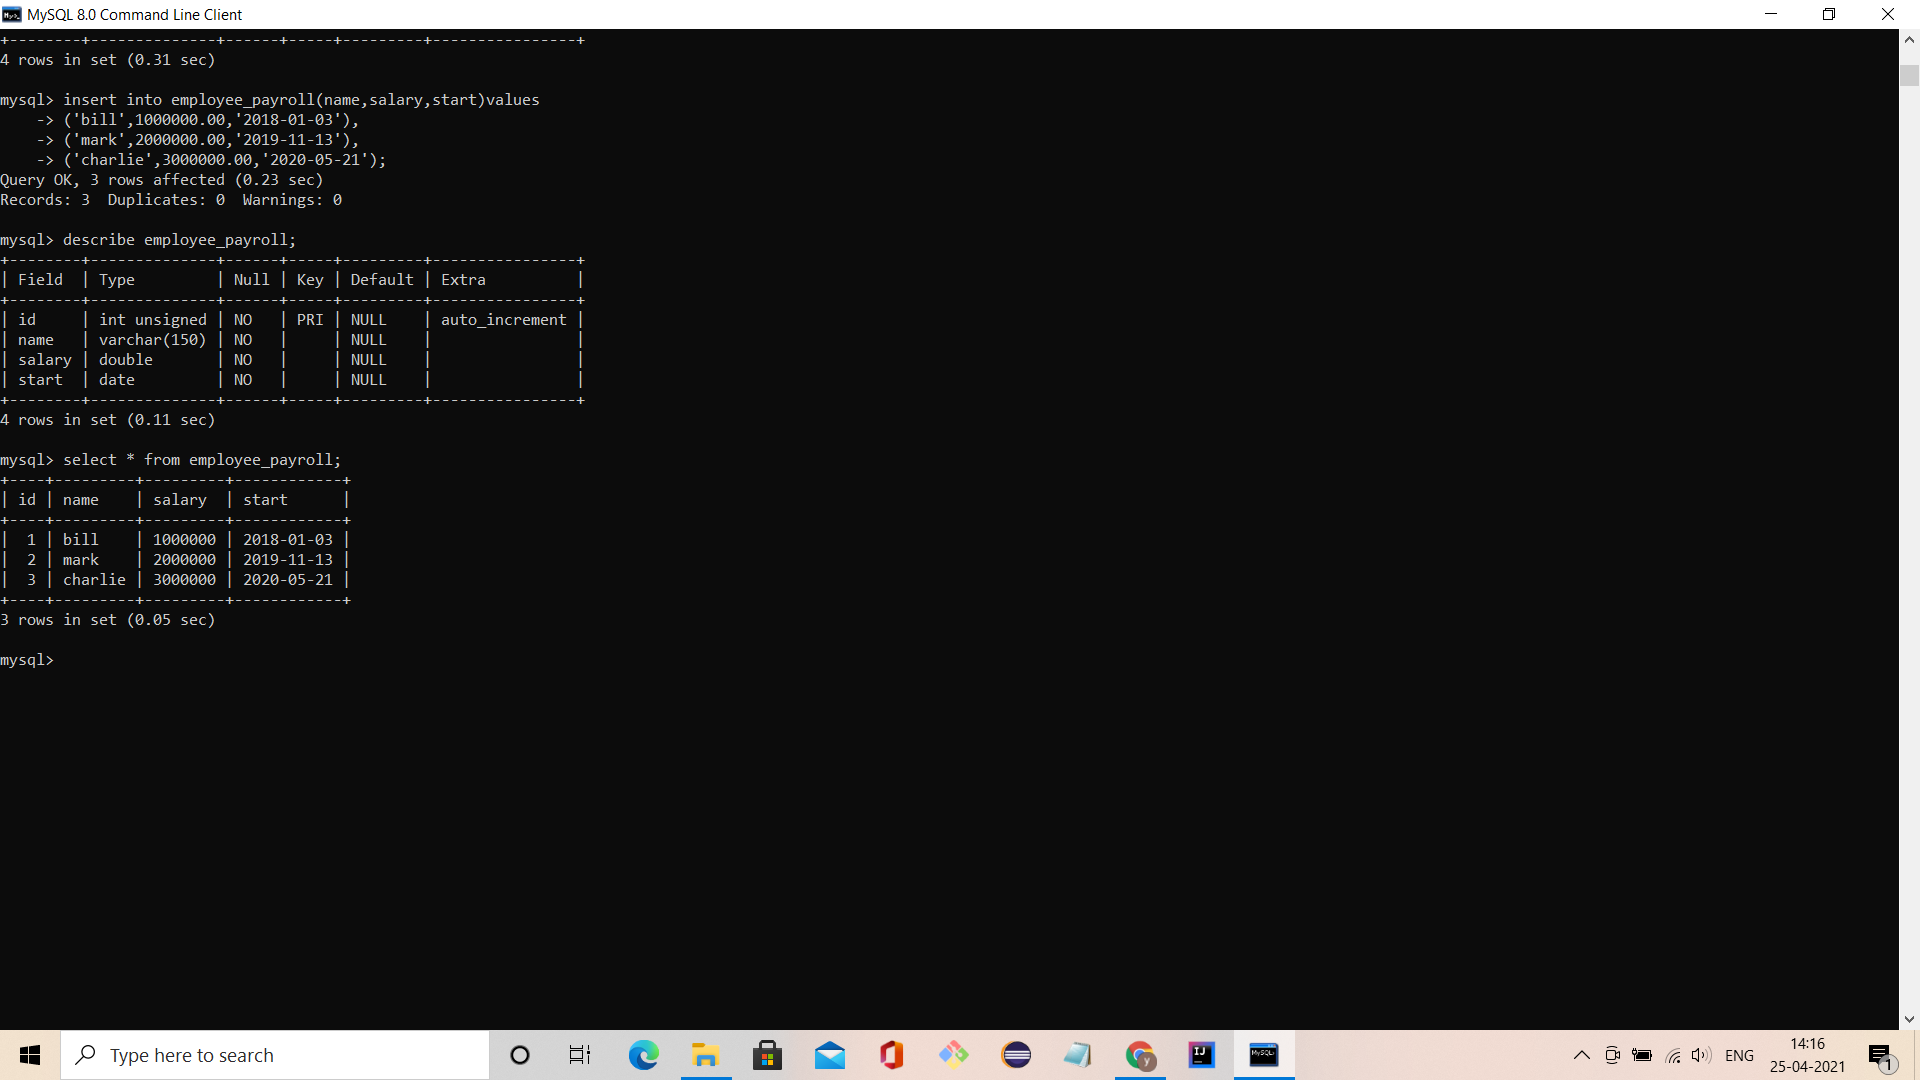 MySQL 8.0 Command Line Client
+--------+--------------+------+-----+---------+----------------+
4 rows in set (0.31 sec)
mysql> insert into employee_payroll(name,salary,start)values
    -> ('bill',1000000.00,'2018-01-03'),
    -> ('mark',2000000.00,'2019-11-13'),
    -> ('charlie',3000000.00,'2020-05-21');
Query OK, 3 rows affected (0.23 sec)
Records: 3  Duplicates: 0  Warnings: 0
mysql> describe employee_payroll;
+--------+--------------+------+-----+---------+----------------+
| Field  | Type         | Null | Key | Default | Extra          |
+--------+--------------+------+-----+---------+----------------+
| id     | int unsigned | NO   | PRI | NULL    | auto_increment |
| name   | varchar(150) | NO   |     | NULL    |                |
| salary | double       | NO   |     | NULL    |                |
| start  | date         | NO   |     | NULL    |                |
+--------+--------------+------+-----+---------+----------------+
4 rows in set (0.11 sec)
mysql> select * from employee_payroll;
+----+---------+---------+------------+
| id | name    | salary  | start      |
+----+---------+---------+------------+
|  1 | bill    | 1000000 | 2018-01-03 |
|  2 | mark    | 2000000 | 2019-11-13 |
|  3 | charlie | 3000000 | 2020-05-21 |
+----+---------+---------+------------+
3 rows in set (0.05 sec)
mysql>
Type here to search
y
IJ
MySQL
ENG
14:16
25-04-2021
1